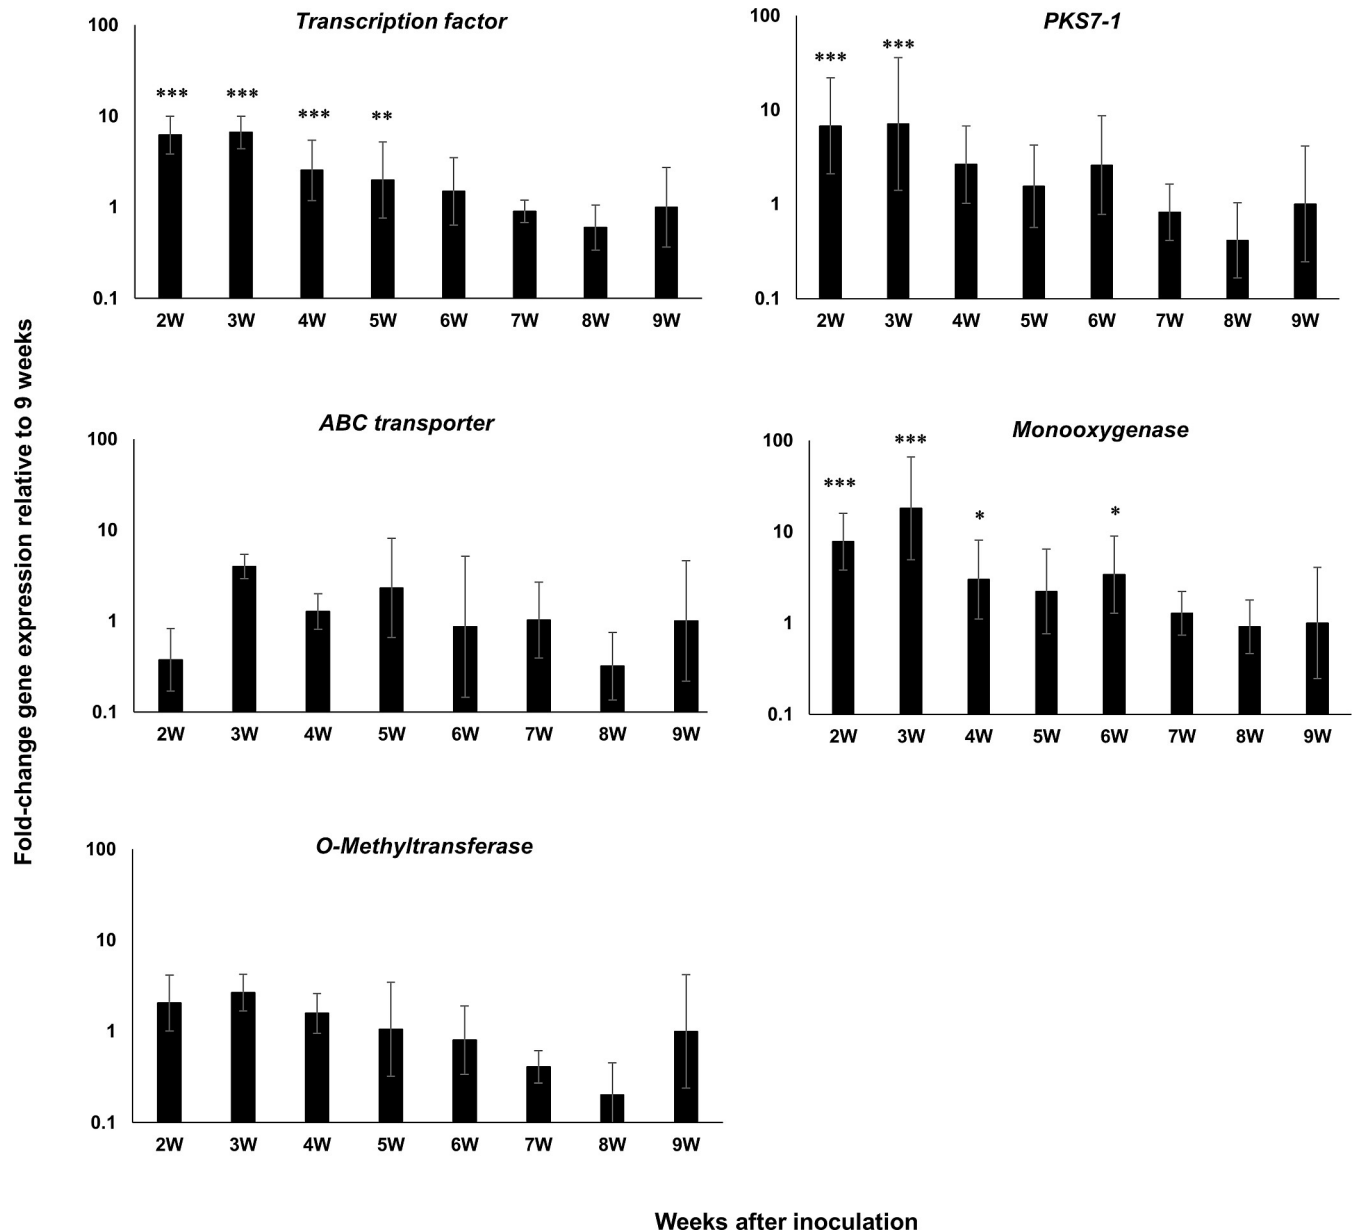 Transcription factor
100
10
1
0.1
*** *** *** **
2W 3W 4W 5W 6W 7W 8W 9W
PKS7-1
100
10
1
0.1
*** ***
2W 3W 4W 5W 6W 7W 8W 9W
Fold-change gene expression relative to 9 weeks
ABC transporter
100
10
1
0.1
2W 3W 4W 5W 6W 7W 8W 9W
Monooxygenase
100
10
1
0.1
*** *** * *
2W 3W 4W 5W 6W 7W 8W 9W
O-Methyltransferase
100
10
1
0.1
2W 3W 4W 5W 6W 7W 8W 9W
Weeks after inoculation